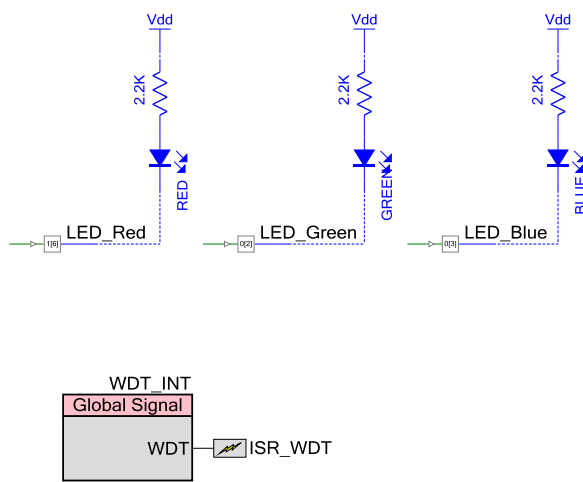 Vdd
Vdd
Vdd
2.2K
2.2K
2.2K
RED
GREEN
BLUE
LED_Red
LED_Green
LED_Blue
1[6]
0[2]
0[3]
WDT_INT
Global Signal
WDT
ISR_WDT